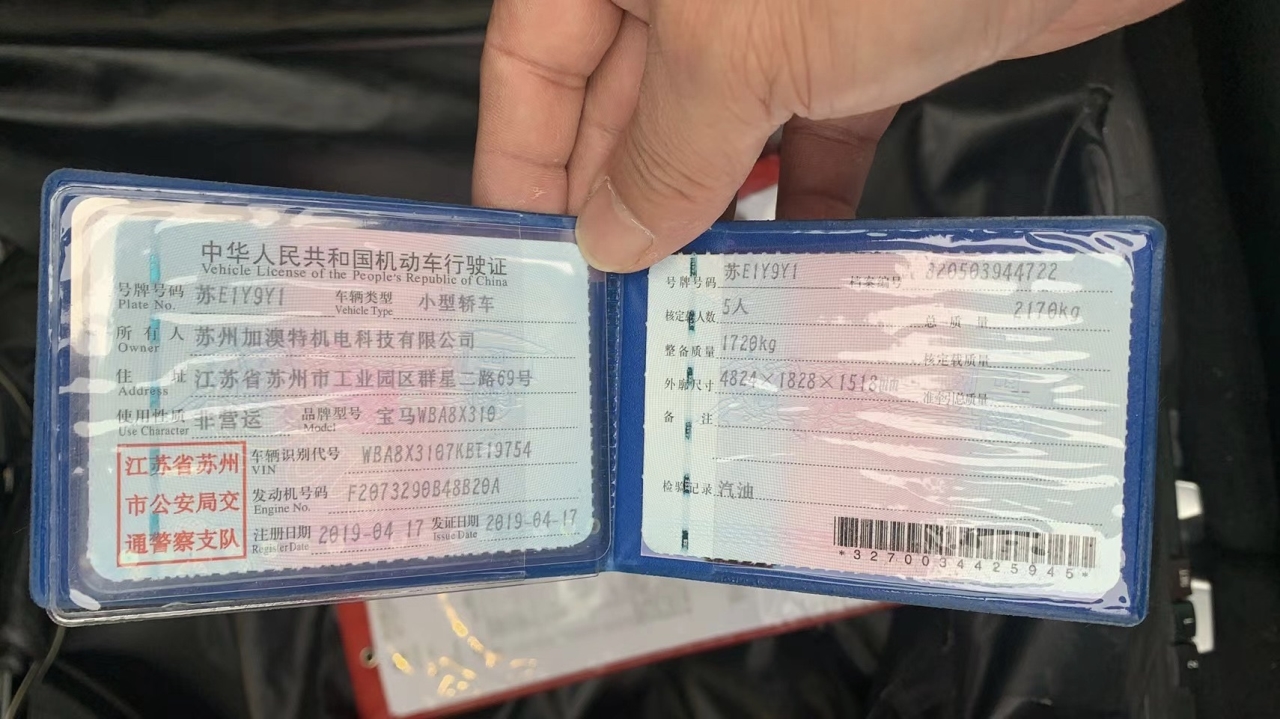 中华人民共和国机动车行驶证
Vehicle License of the People's Republic of China
号牌号码 苏E1Y9Y1 车辆类型 小型轿车
Plate No. Vehicle Type
所有人 苏州加澳特机电科技有限公司
Owner
住址 江苏省苏州市工业园区群星二路69号
Address
使用性质 非营运 品牌型号 宝马WBA8X310
Use Character Model
江苏省苏州
市公安局交
通警察支队
车辆识别代号 WBA8X3107KBE19754
VIN
发动机号码 F2073290B48B20A
Engine No.
注册日期 2019-04-17 发证日期 2019-04-17
Register Date Issue Date
号牌号码 苏E1Y9Y1 档案编号 320503944722
核定载人数 5人 总质量 2170kg
整备质量 1720kg 核定载质量
外廓尺寸 4824×1828×1518mm 准牵引总质量
备注
检验记录 汽油
*3270034425945*